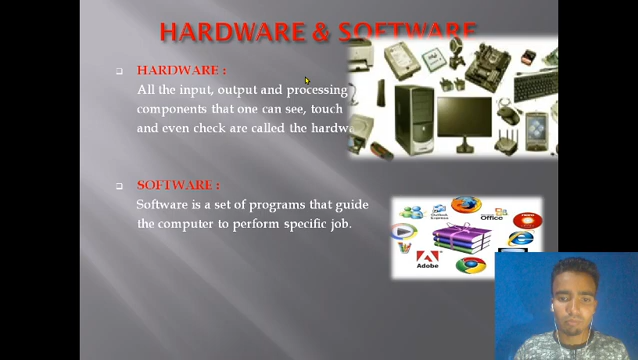 HARDWARE & SOFTWARE
HARDWARE :
All the input, output and processing
components that one can see, touch
and even check are called the hardwa
SOFTWARE :
Software is a set of programs that guide
the computer to perform specific job.
Outlook
Express
Office
Adobe